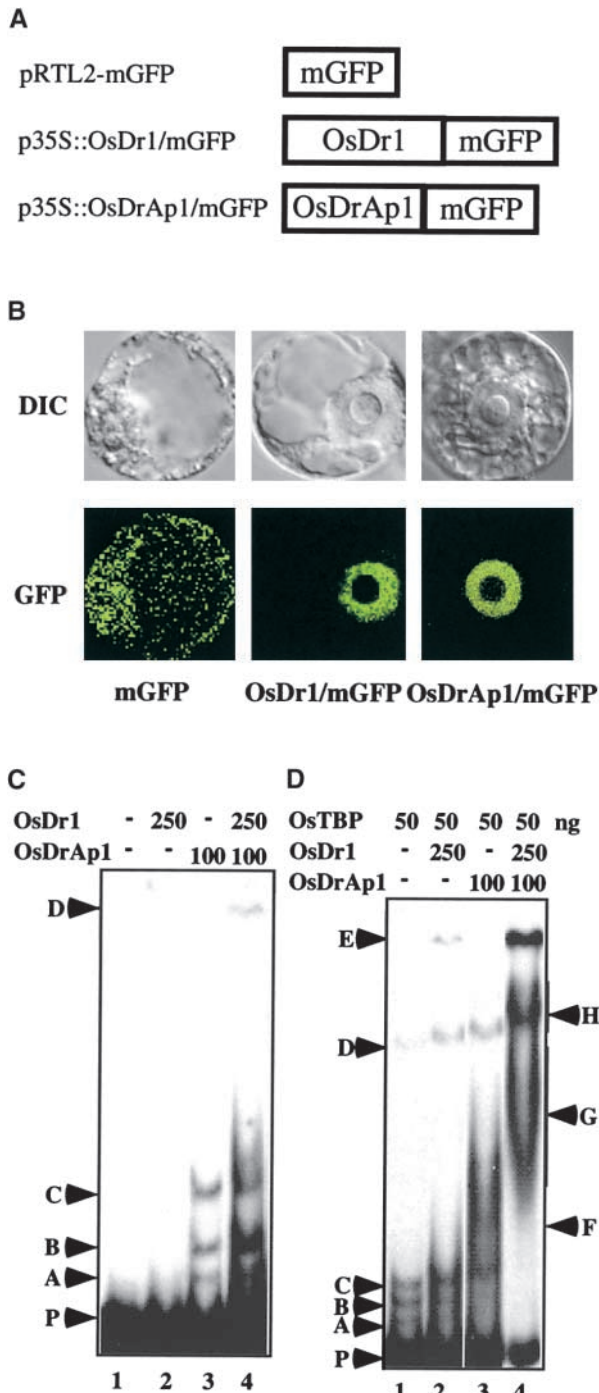 A
pRTL2-mGFP mGFP
p35S::OsDr1/mGFP OsDr1 mGFP
p35S::OsDrAp1/mGFP OsDrAp1 mGFP
B
DIC
GFP
mGFP OsDr1/mGFP OsDrAp1/mGFP
C
OsDr1 - 250 - 250
OsDrAp1 - - 100 100
D
C
B
A
P
1 2 3 4
D
OsTBP 50 50 50 50 ng
OsDr1 - 250 - 250
OsDrAp1 - - 100 100
E
H
D
G
F
C
B
A
P
1 2 3 4